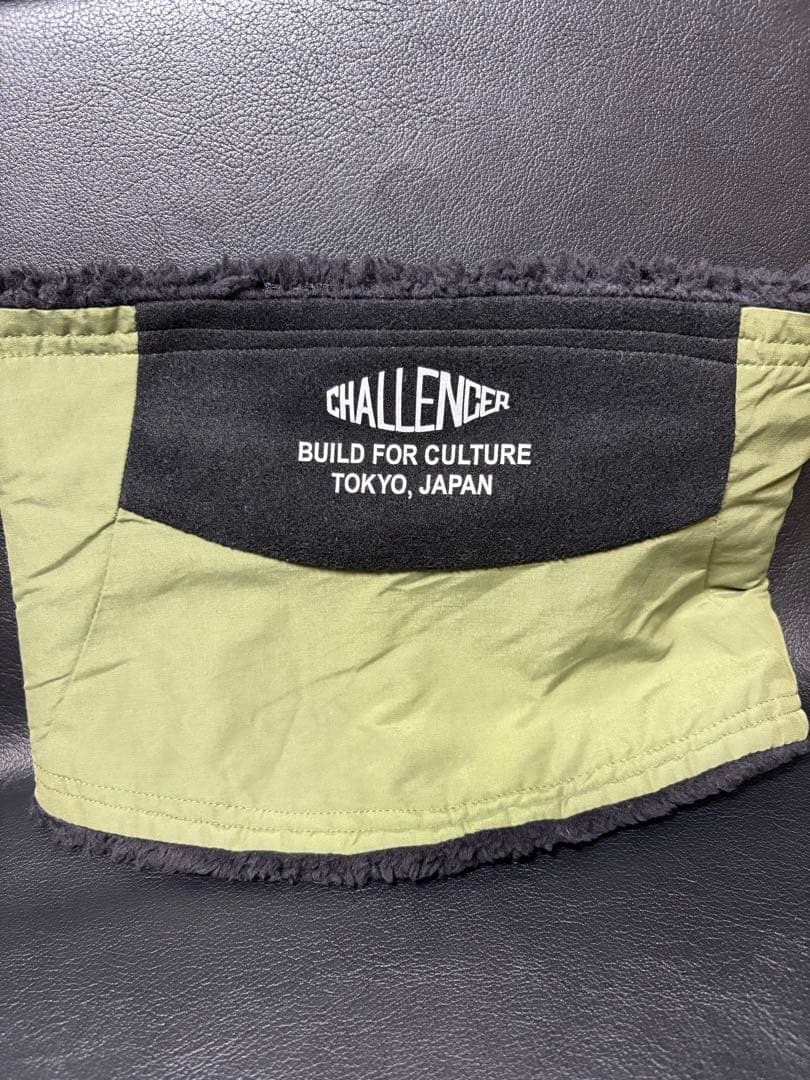 CHALLENGER
BUILD FOR CULTURE
TOKYO, JAPAN